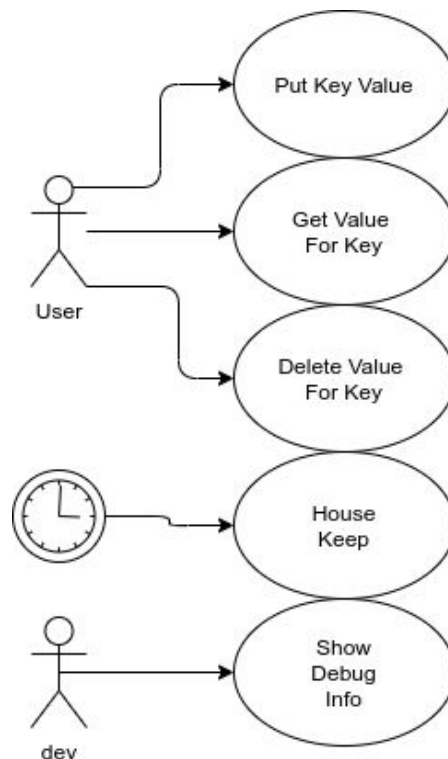 Put Key Value
Get Value
For Key
User
Delete Value
For Key
House
Keep
Show
Debug
Info
dev